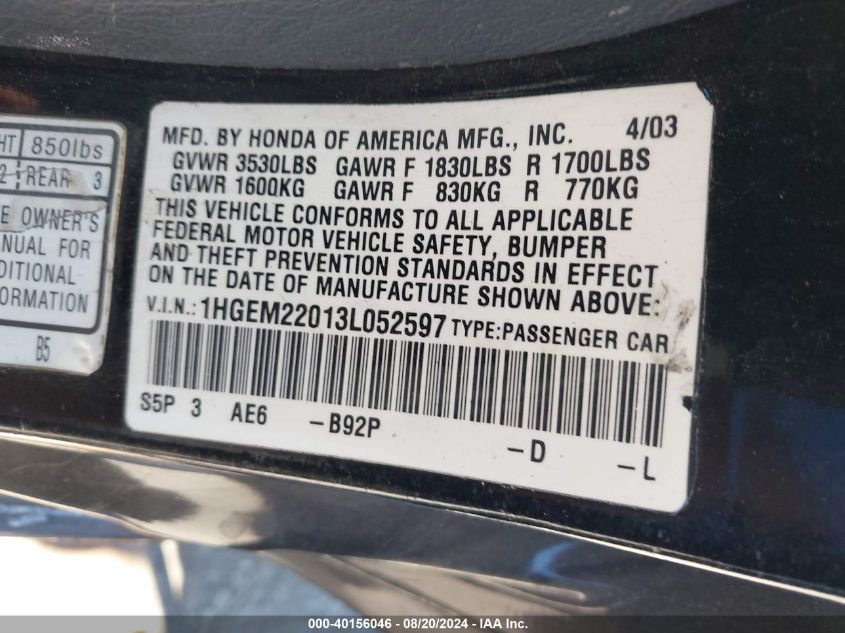 HT 850lbs
2 REAR 3
E OWNER'S
ANUAL FOR
DITIONAL
FORMATION
B5
MFD. BY HONDA OF AMERICA MFG., INC. 4/03
GVWR 3530LBS GAWR F 1830LBS R 1700LBS
GVWR 1600KG GAWR F 830KG R 770KG
THIS VEHICLE CONFORMS TO ALL APPLICABLE
FEDERAL MOTOR VEHICLE SAFETY, BUMPER
AND THEFT PREVENTION STANDARDS IN EFFECT
ON THE DATE OF MANUFACTURE SHOWN ABOVE:
V.I.N.: 1HGEM22013L052597 TYPE:PASSENGER CAR
S5P 3 AE6 -B92P -D -L
000-40156046 - 08/20/2024 - IAA Inc.